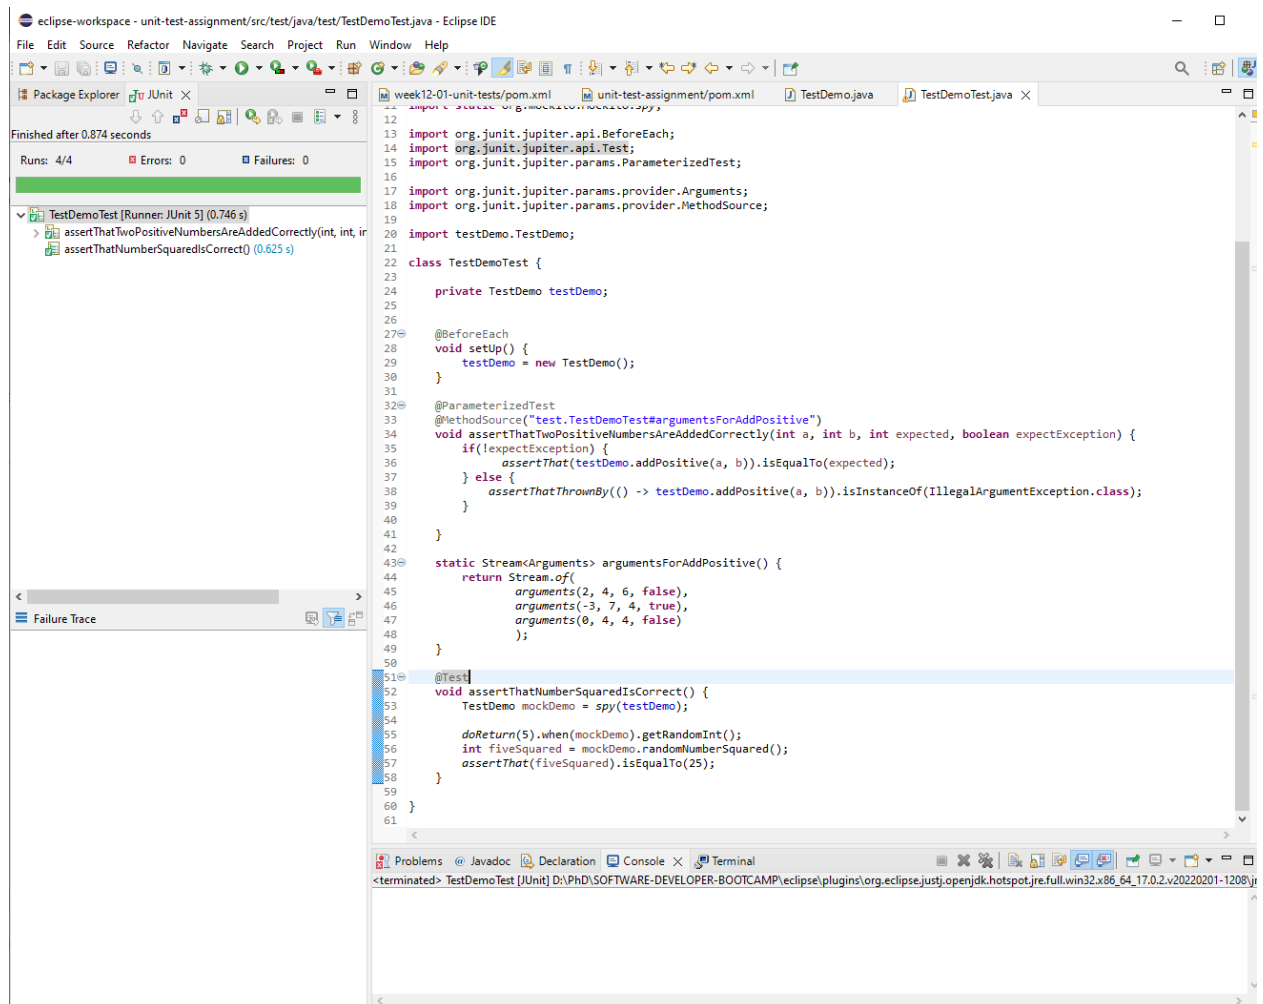 eclipse-workspace - unit-test-assignment/src/test/java/test/TestDemoTest.java - Eclipse IDE
File Edit Source Refactor Navigate Search Project Run Window Help
Package Explorer JUnit
Finished after 0.874 seconds
Runs: 4/4 Errors: 0 Failures: 0
TestDemoTest [Runner: JUnit 5] (0.746 s)
assertThatTwoPositiveNumbersAreAddedCorrectly(int, int, in
assertThatNumberSquaredIsCorrect() (0.625 s)
Failure Trace
week12-01-unit-tests/pom.xml unit-test-assignment/pom.xml TestDemo.java TestDemoTest.java
11 import static org.mockito.Mockito.spy;
12
13 import org.junit.jupiter.api.BeforeEach;
14 import org.junit.jupiter.api.Test;
15 import org.junit.jupiter.params.ParameterizedTest;
16
17 import org.junit.jupiter.params.provider.Arguments;
18 import org.junit.jupiter.params.provider.MethodSource;
19
20 import testDemo.TestDemo;
21
22 class TestDemoTest {
23
24 private TestDemo testDemo;
25
26
27 @BeforeEach
28 void setUp() {
29 testDemo = new TestDemo();
30 }
31
32 @ParameterizedTest
33 @MethodSource("test.TestDemoTest#argumentsForAddPositive")
34 void assertThatTwoPositiveNumbersAreAddedCorrectly(int a, int b, int expected, boolean expectException) {
35 if(!expectException) {
36 assertThat(testDemo.addPositive(a, b)).isEqualTo(expected);
37 } else {
38 assertThatThrownBy(() -> testDemo.addPositive(a, b)).isInstanceOf(IllegalArgumentException.class);
39 }
40
41 }
42
43 static Stream<Arguments> argumentsForAddPositive() {
44 return Stream.of(
45 arguments(2, 4, 6, false),
46 arguments(-3, 7, 4, true),
47 arguments(0, 4, 4, false)
48 );
49 }
50
51 @Test
52 void assertThatNumberSquaredIsCorrect() {
53 TestDemo mockDemo = spy(testDemo);
54
55 doReturn(5).when(mockDemo).getRandomInt();
56 int fiveSquared = mockDemo.randomNumberSquared();
57 assertThat(fiveSquared).isEqualTo(25);
58 }
59
60 }
61
Problems Javadoc Declaration Console Terminal
<terminated> TestDemoTest [JUnit] D:\PhD\SOFTWARE-DEVELOPER-BOOTCAMP\eclipse\plugins\org.eclipse.justj.openjdk.hotspot.jre.full.win32.x86_64_17.0.2.v20220201-1208\jr